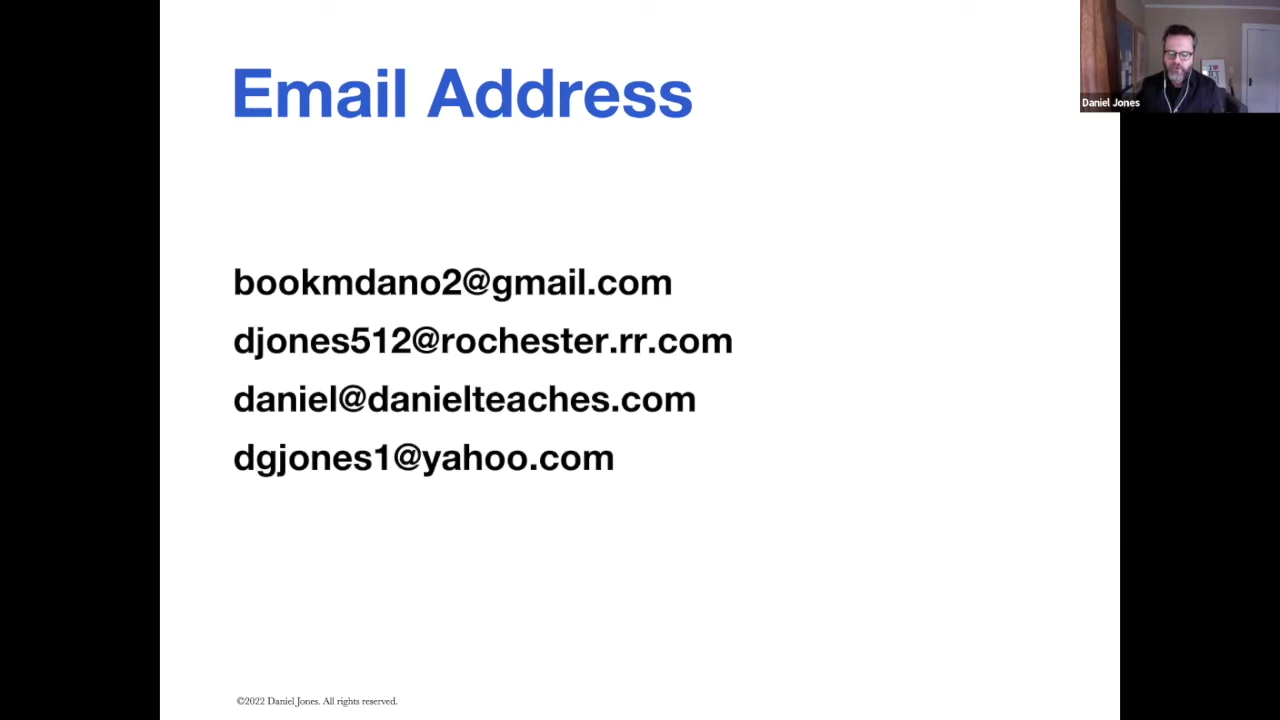 Email Address
Daniel Jones
bookmdano2@gmail.com
djones512@rochester.rr.com
daniel@danielteaches.com
dgjones1@yahoo.com
©2022 Daniel Jones. All rights reserved.